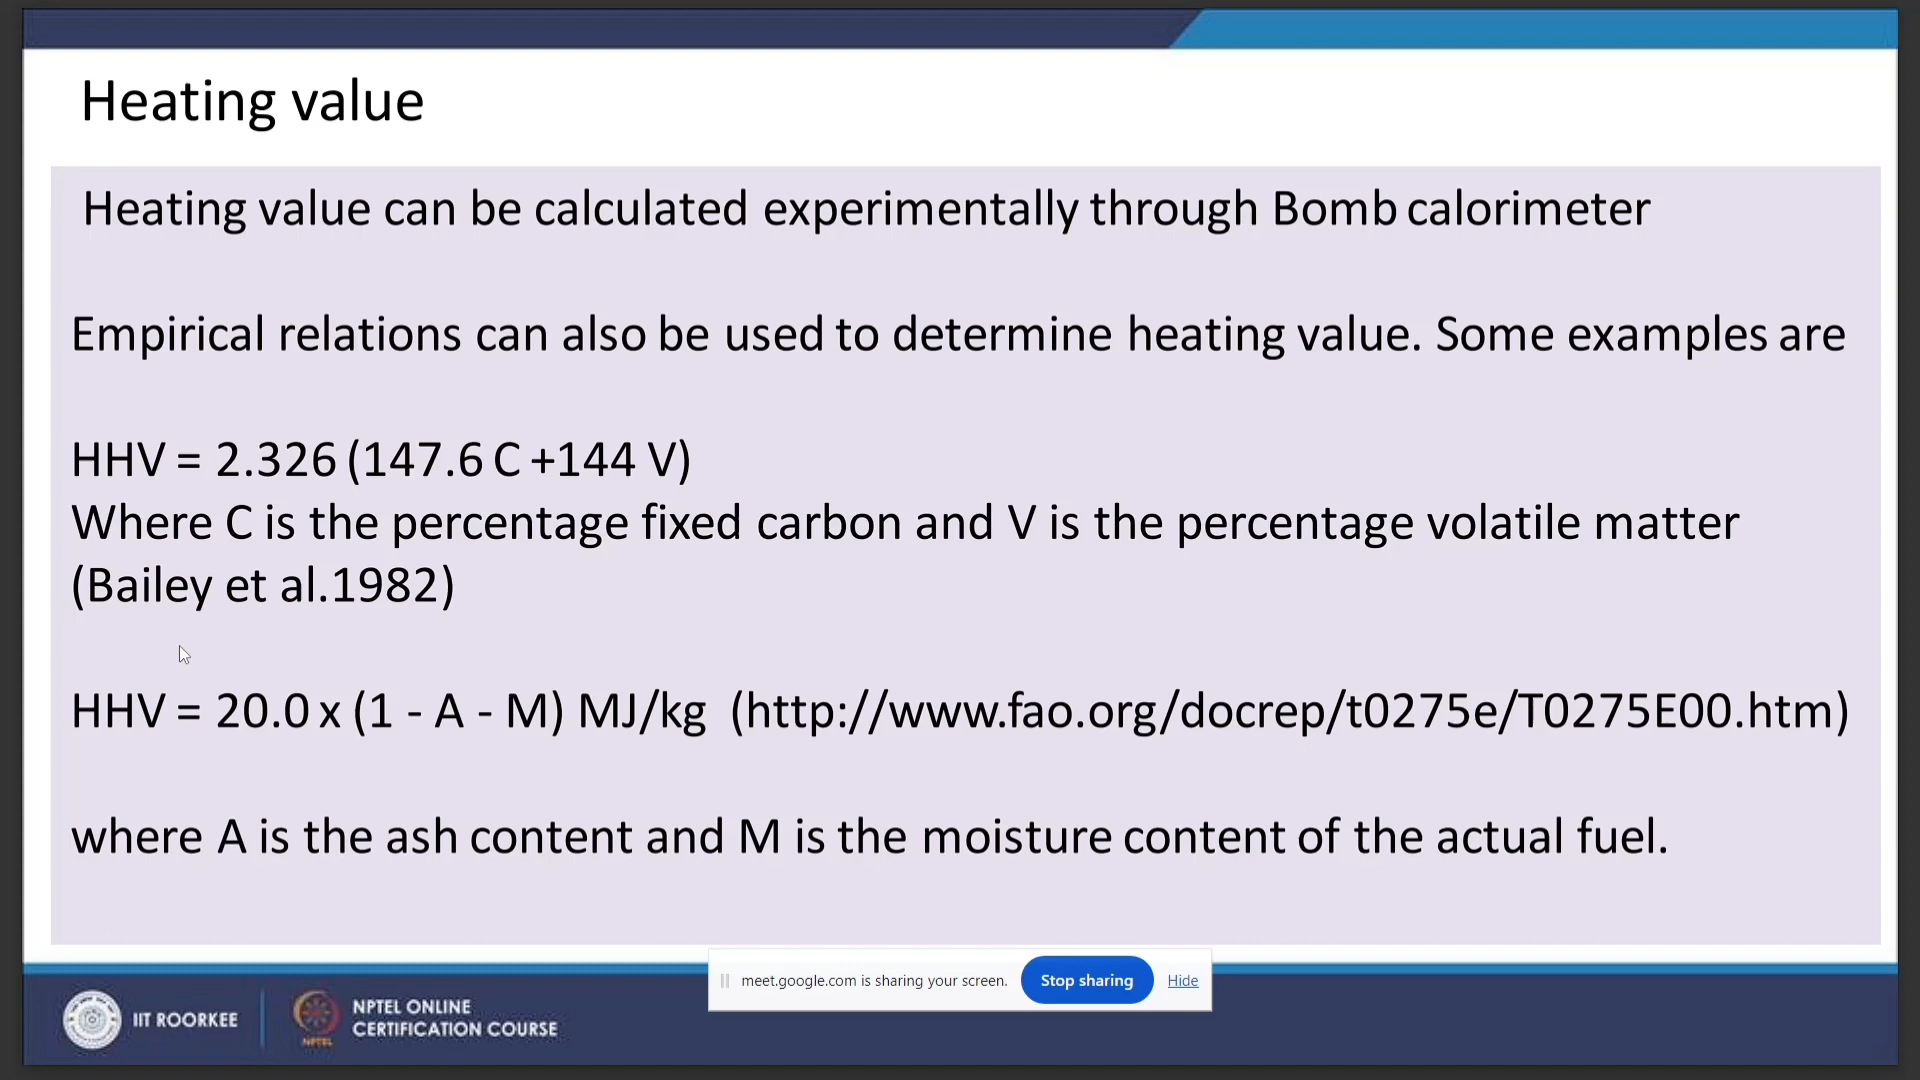 Heating value
Heating value can be calculated experimentally through Bomb calorimeter
Empirical relations can also be used to determine heating value. Some examples are
HHV = 2.326 (147.6 C +144 V)
Where C is the percentage fixed carbon and V is the percentage volatile matter
(Bailey et al.1982)
HHV = 20.0 x (1 - A - M) MJ/kg (http://www.fao.org/docrep/t0275e/T0275E00.htm)
where A is the ash content and M is the moisture content of the actual fuel.
meet.google.com is sharing your screen. Stop sharing Hide
IIT ROORKEE
NPTEL ONLINE
CERTIFICATION COURSE
NPTEL